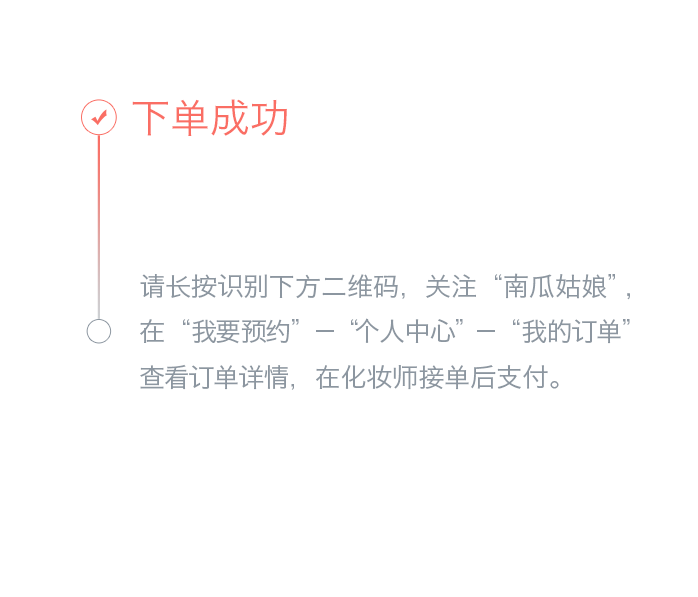 下单成功
请长按识别下方二维码，关注“南瓜姑娘”，
在“我要预约”—“个人中心”—“我的订单”
查看订单详情，在化妆师接单后支付。